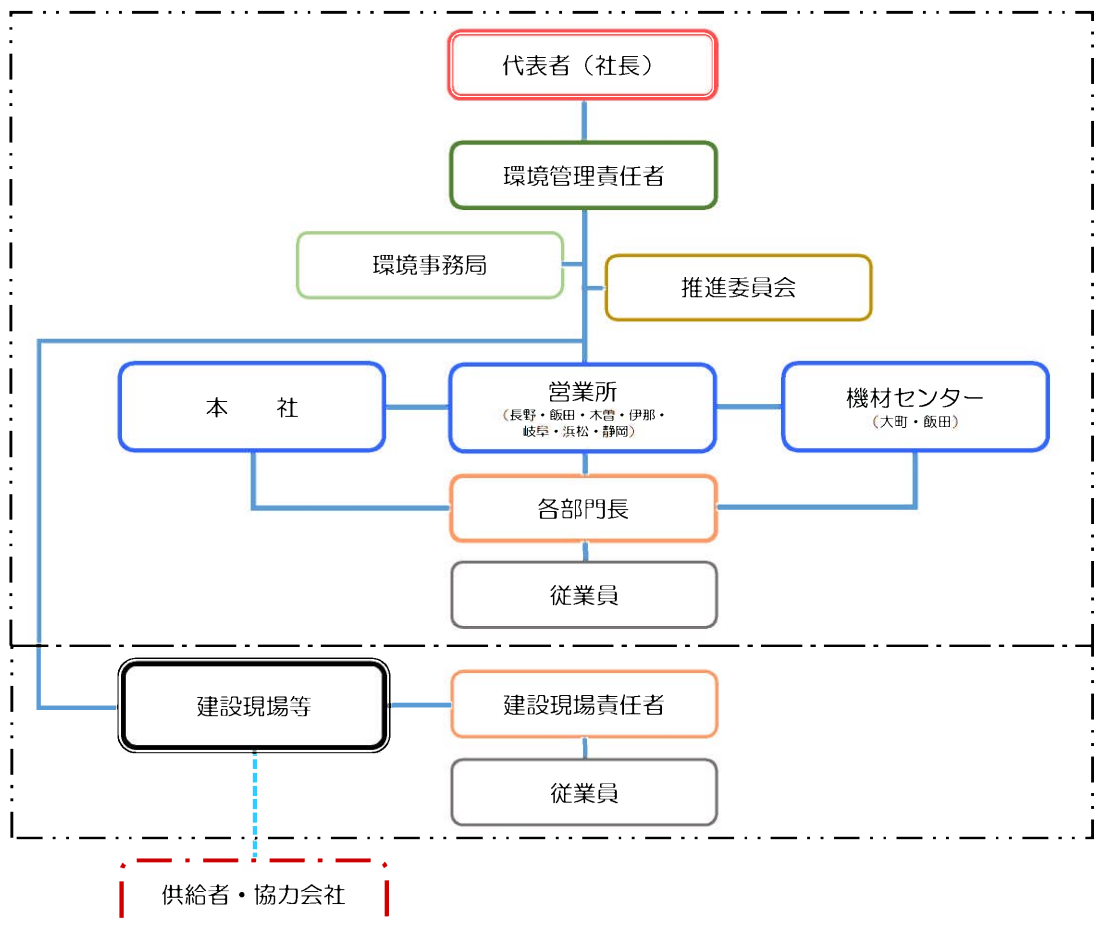 代表者（社長）
環境管理責任者
環境事務局
推進委員会
本　　社
営業所
（長野・飯田・木曽・伊那・
岐阜・浜松・静岡）
機材センター
（大町・飯田）
各部門長
従業員
建設現場等
建設現場責任者
従業員
供給者・協力会社